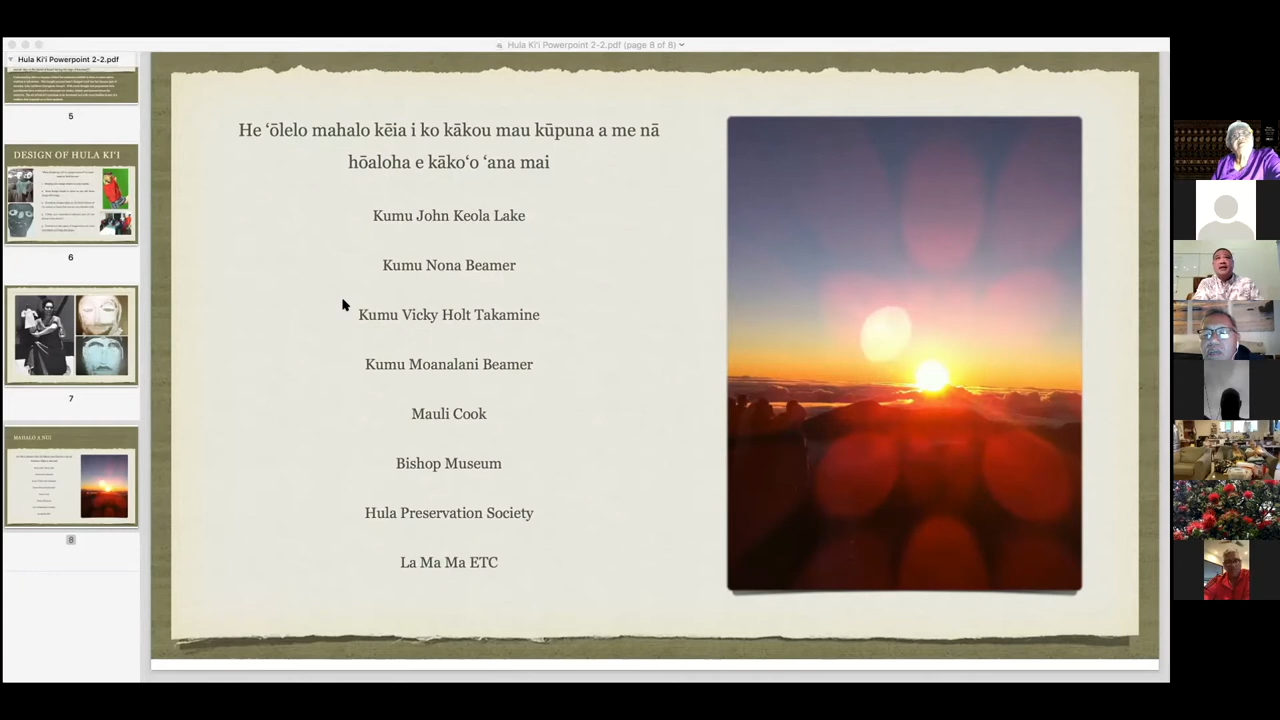 Hula Ki'i Powerpoint 2-2.pdf (page 8 of 8)
Hula Ki'i Powerpoint 2-2.pdf
5
DESIGN OF HULA KI'I
6
7
MAHALO A NUI
8
He ʻōlelo mahalo kēia i ko kākou mau kūpuna a me nā
hōaloha e kākoʻo ʻana mai
Kumu John Keola Lake
Kumu Nona Beamer
Kumu Vicky Holt Takamine
Kumu Moanalani Beamer
Mauli Cook
Bishop Museum
Hula Preservation Society
La Ma Ma ETC